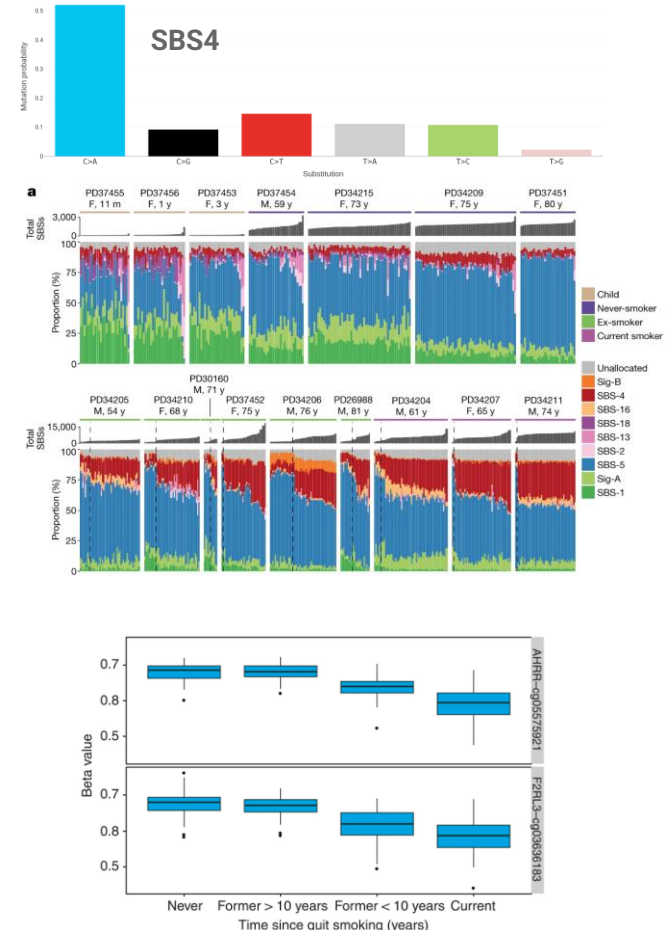 SBS4
Mutation probability
0.5
0.4
0.3
0.2
0.1
0
C>A C>G C>T T>A T>C T>G
Substitution
a
PD37455 PD37456 PD37453 PD37454 PD34215 PD34209 PD37451
F, 11 m F, 1 y F, 3 y M, 59 y F, 73 y F, 75 y F, 80 y
Total SBSs
3,000
0
Proportion (%)
100
75
50
25
0
Child
Never-smoker
Ex-smoker
Current smoker
PD30160
M, 71 y
PD34205 PD34210 PD37452 PD34206 PD26988 PD34204 PD34207 PD34211
M, 54 y F, 68 y F, 75 y M, 76 y M, 81 y M, 61 y F, 65 y M, 74 y
Total SBSs
15,000
0
Proportion (%)
100
75
50
25
0
Unallocated
Sig-B
SBS-4
SBS-16
SBS-18
SBS-13
SBS-2
SBS-5
Sig-A
SBS-1
Beta value
0.7
0.8
0.5
AHRR–cg05575921
0.7
0.8
0.5
F2RL3–cg03636183
Never Former > 10 years Former < 10 years Current
Time since quit smoking (years)